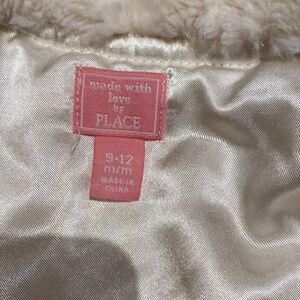 made with
love
by
PLACE
9-12
m/m
MADE IN
CHINA